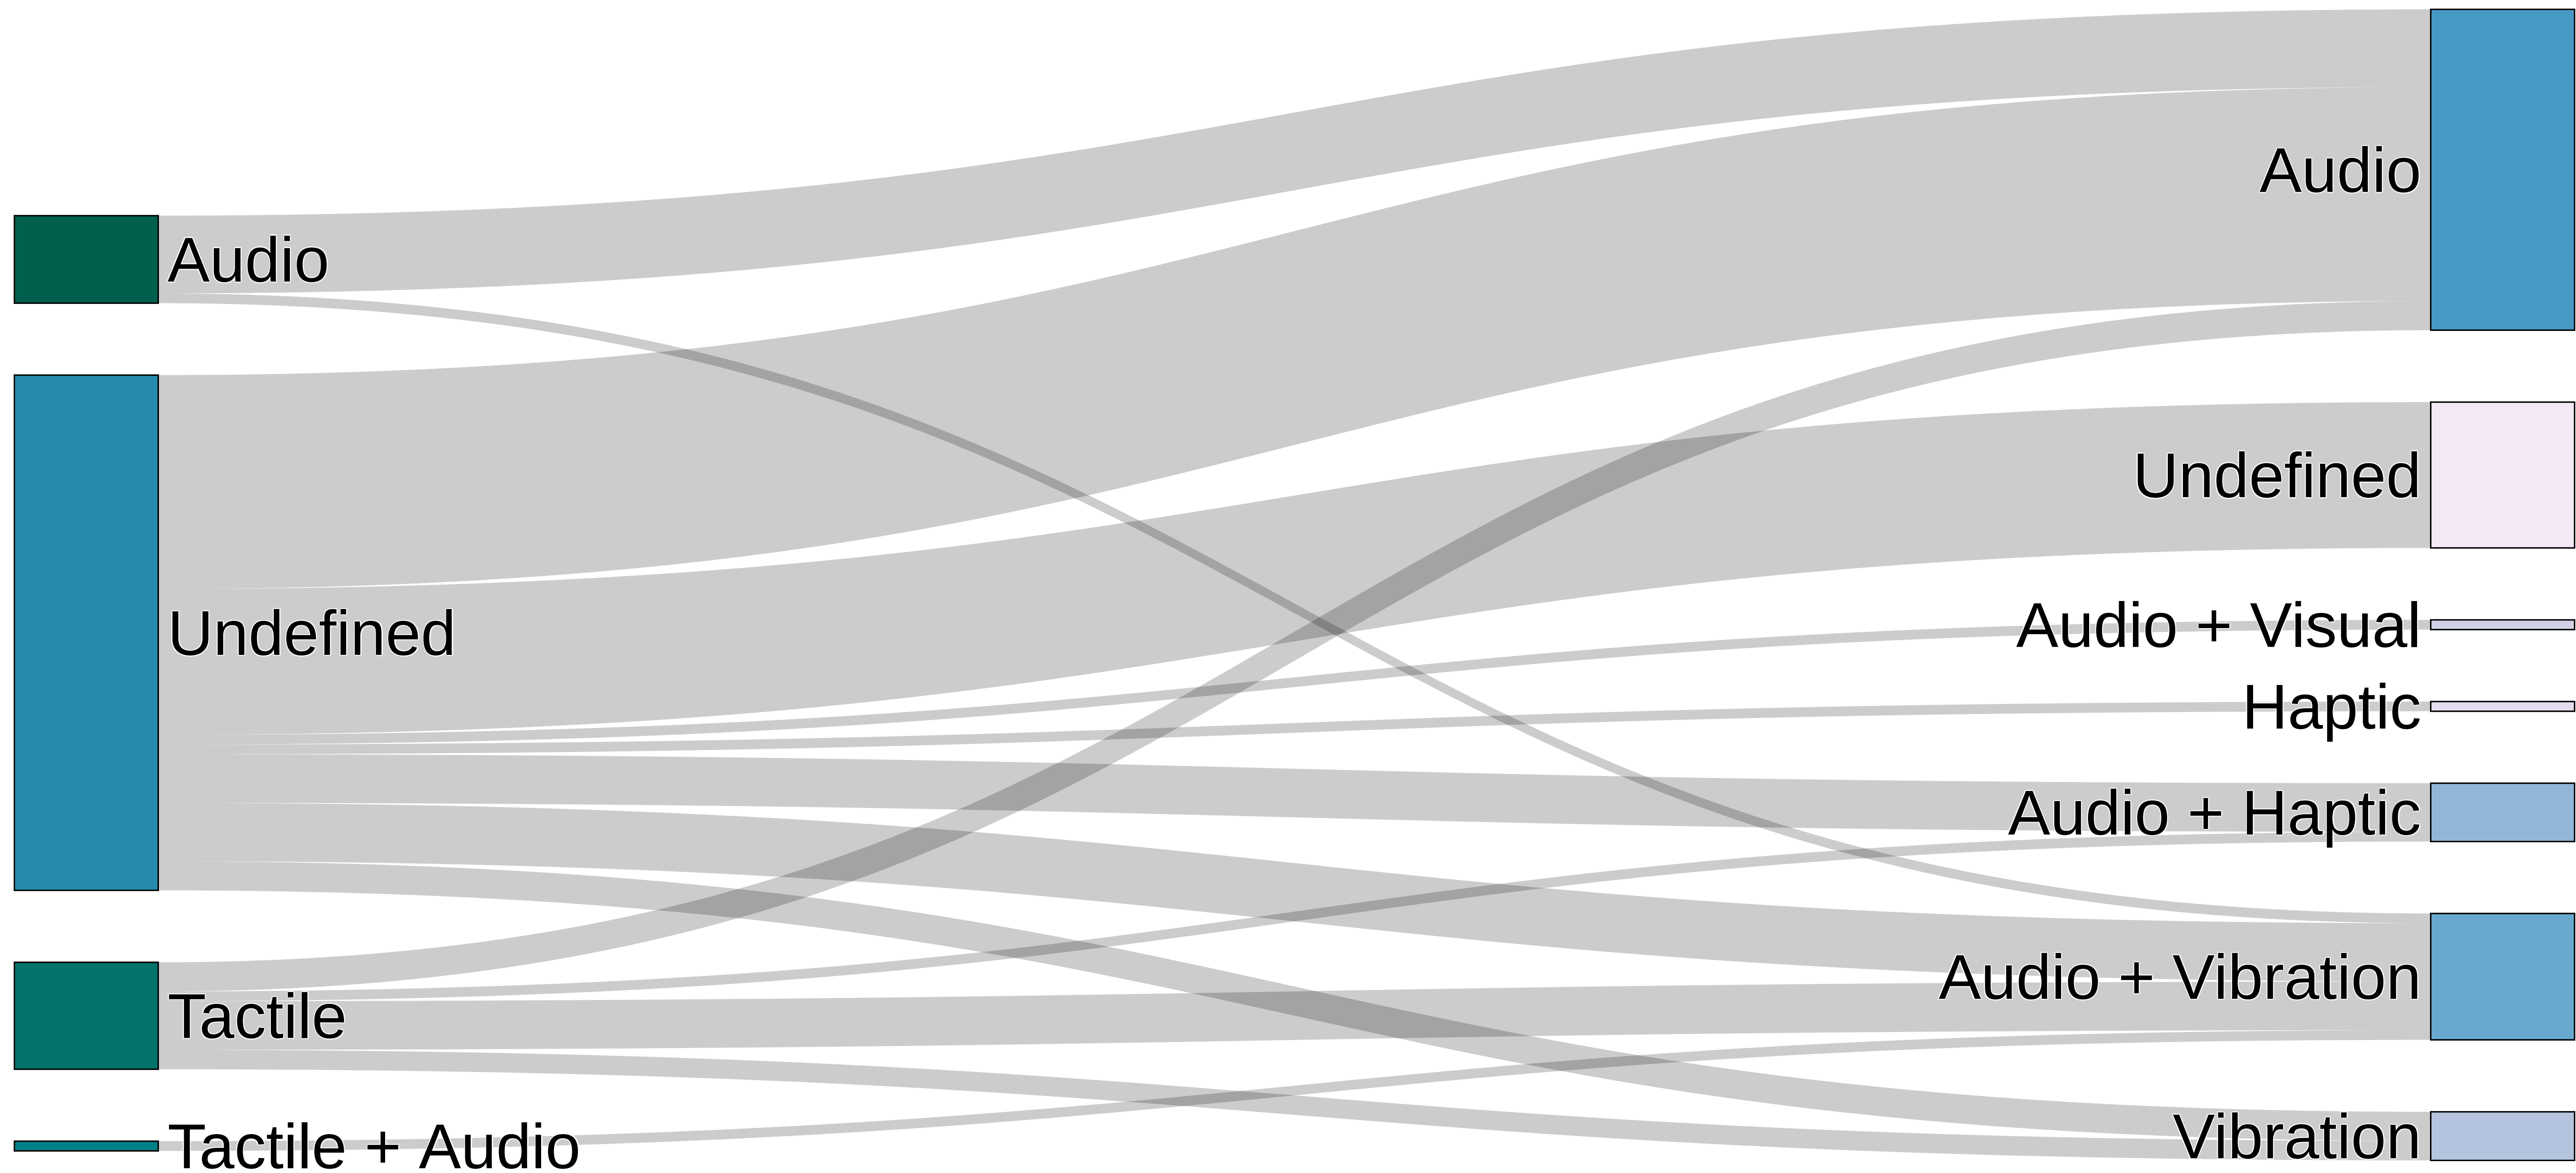 Audio
Undefined
Tactile
Tactile + Audio
Audio
Undefined
Audio + Visual
Haptic
Audio + Haptic
Audio + Vibration
Vibration